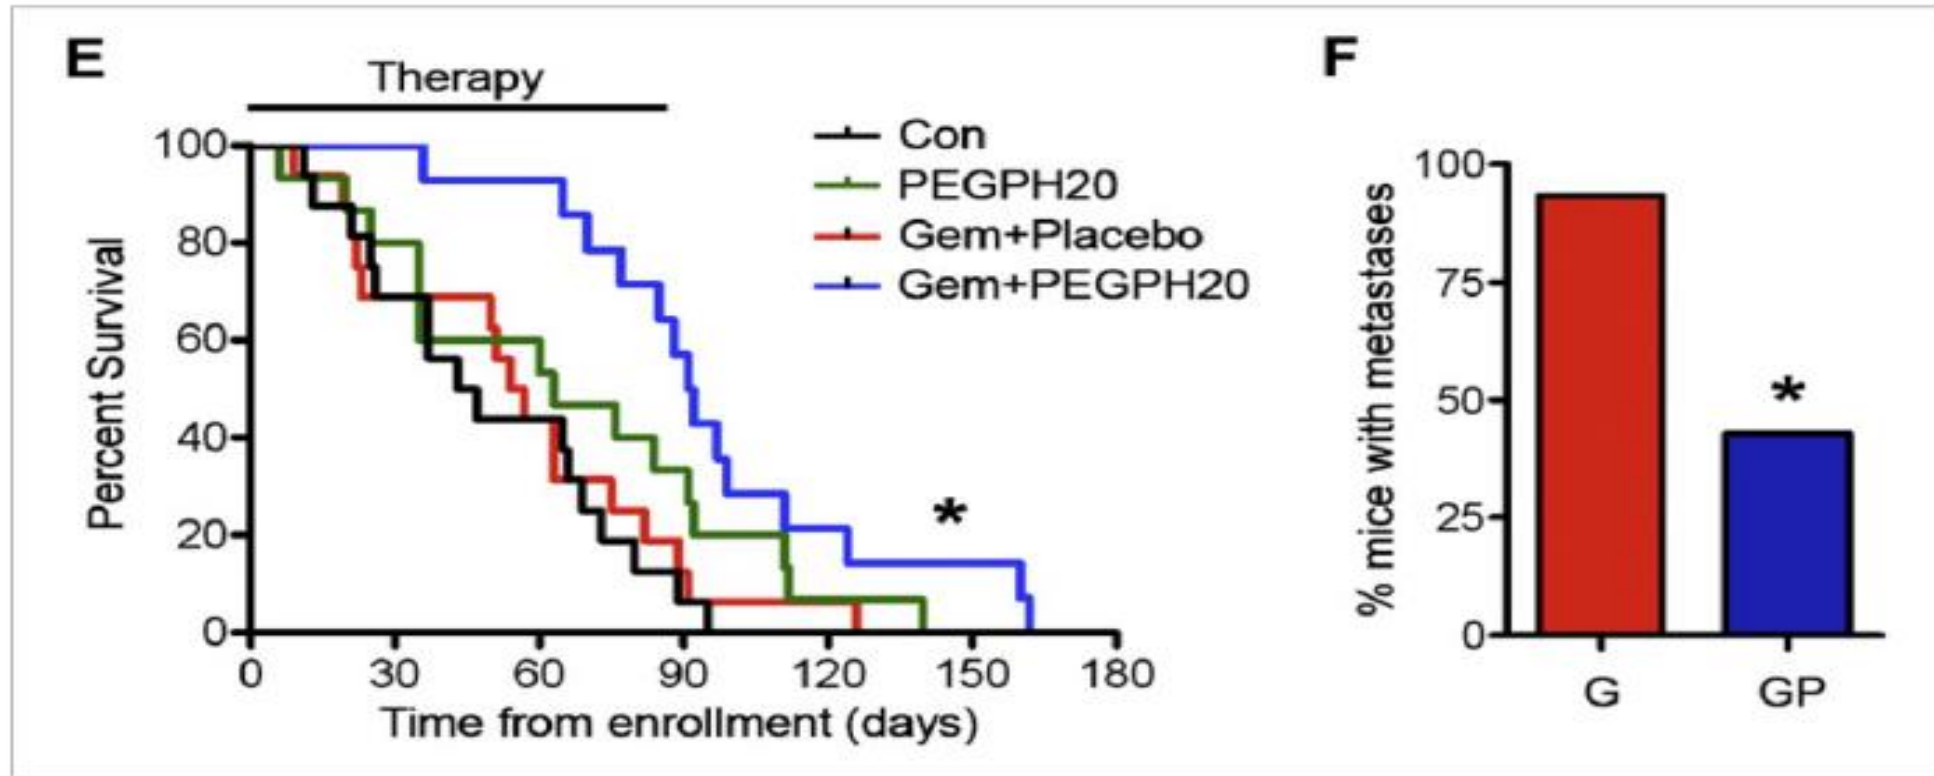 E
Therapy
Con
PEGPH20
Gem+Placebo
Gem+PEGPH20
Percent Survival
100
80
60
40
20
0
*
0 30 60 90 120 150 180
Time from enrollment (days)
F
% mice with metastases
100
75
50
25
0
*
G GP